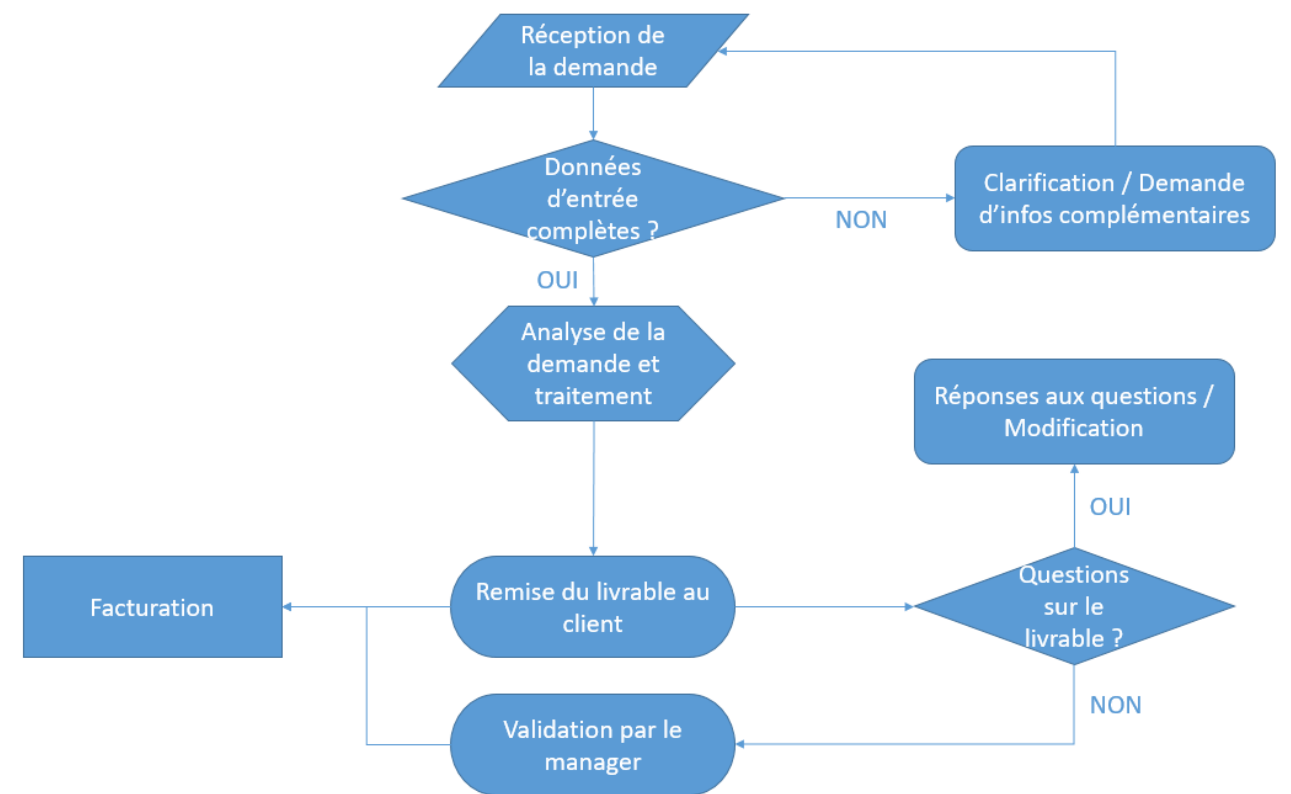 Réception de
la demande
Données
d’entrée
complètes ?
NON
Clarification / Demande
d’infos complémentaires
OUI
Analyse de la
demande et
traitement
Réponses aux questions /
Modification
OUI
Facturation
Remise du livrable au
client
Questions
sur le
livrable ?
NON
Validation par le
manager